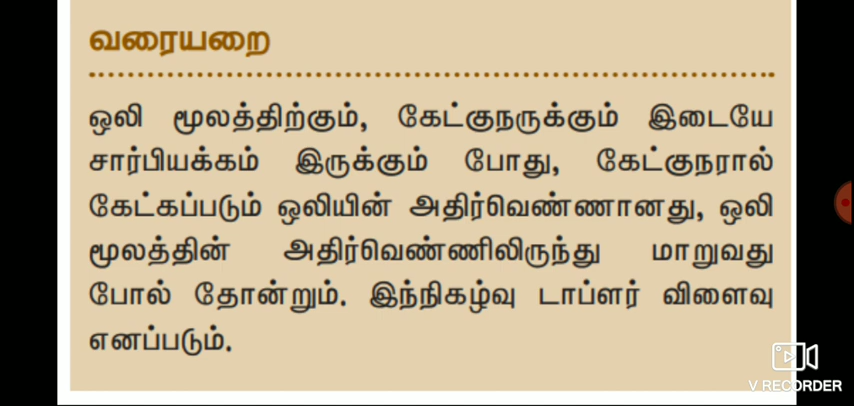 வரையறை
ஒலி மூலத்திற்கும், கேட்குநருக்கும் இடையே
சார்பியக்கம் இருக்கும் போது, கேட்குநரால்
கேட்கப்படும் ஒலியின் அதிர்வெண்ணானது, ஒலி
மூலத்தின் அதிர்வெண்ணிலிருந்து மாறுவது
போல் தோன்றும். இந்நிகழ்வு டாப்ளர் விளைவு
எனப்படும்.
V RECORDER